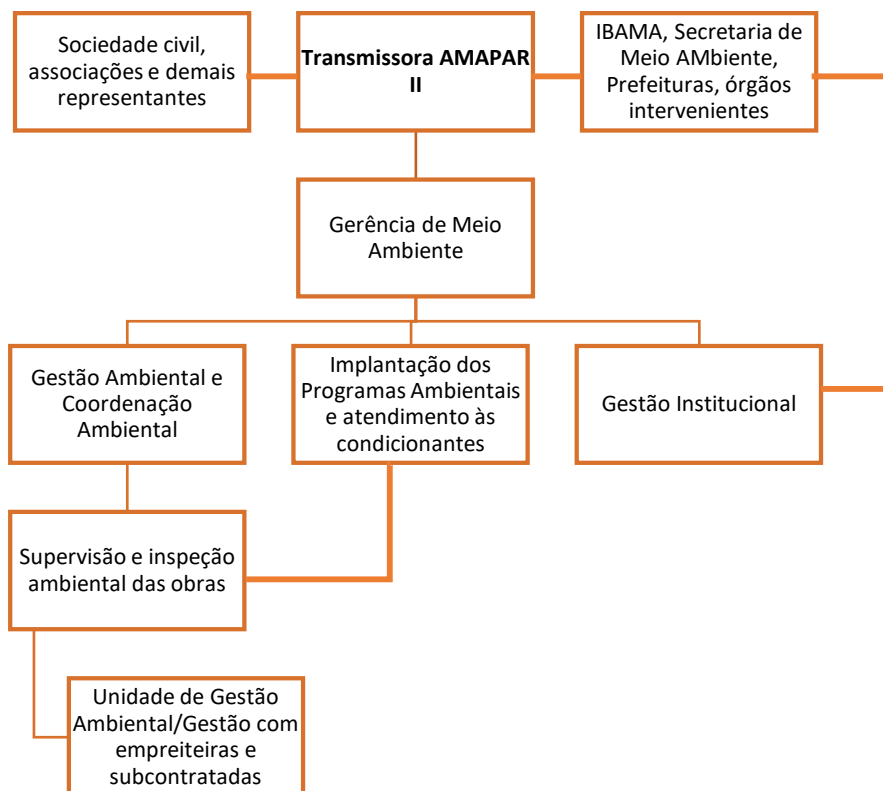 Sociedade civil,
associações e demais
representantes
Transmissora AMAPAR
II
IBAMA, Secretaria de
Meio AMbiente,
Prefeituras, órgãos
intervenientes
Gerência de Meio
Ambiente
Gestão Ambiental e
Coordenação
Ambiental
Implantação dos
Programas Ambientais
e atendimento às
condicionantes
Gestão Institucional
Supervisão e inspeção
ambiental das obras
Unidade de Gestão
Ambiental/Gestão com
empreiteiras e
subcontratadas